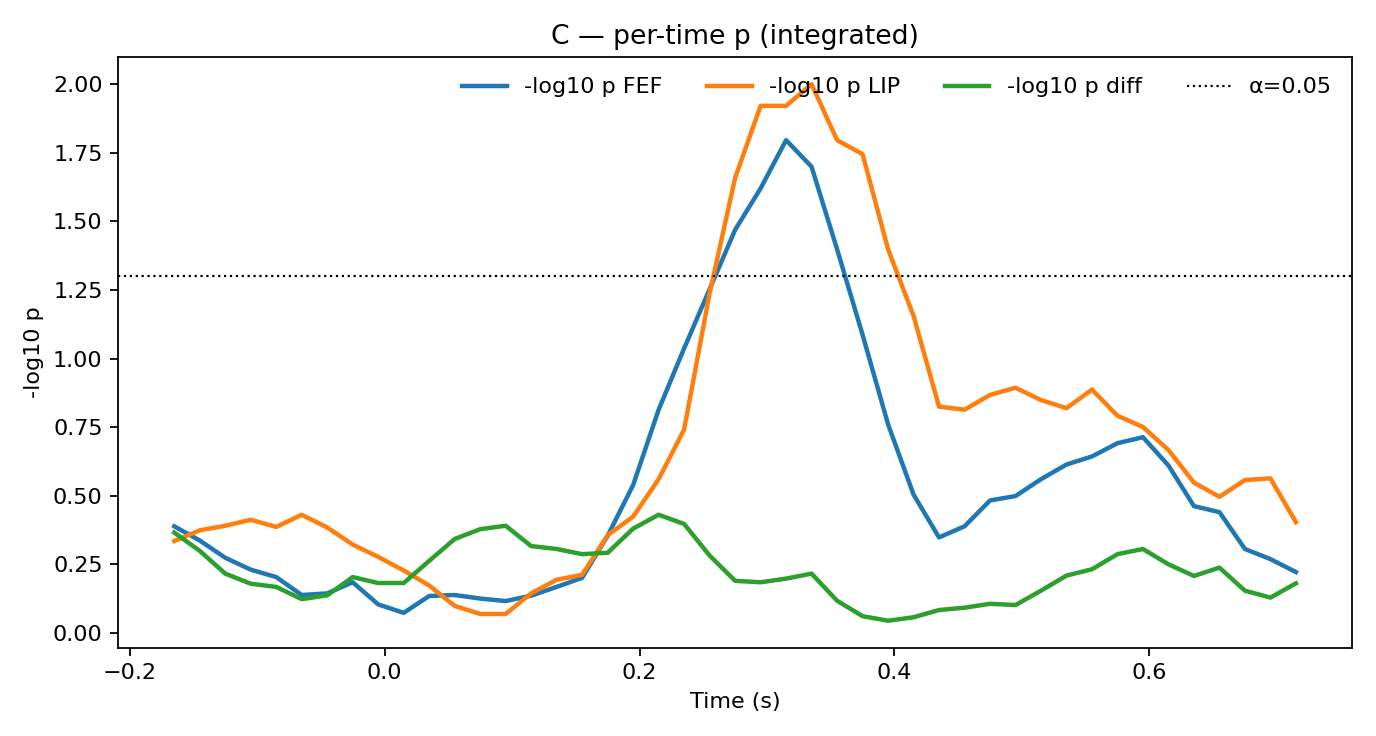 C — per-time p (integrated)
-log10 p FEF
-log10 p LIP
-log10 p diff
α=0.05
2.00
1.75
1.50
1.25
1.00
0.75
0.50
0.25
0.00
-log10 p
−0.2
0.0
0.2
0.4
0.6
Time (s)